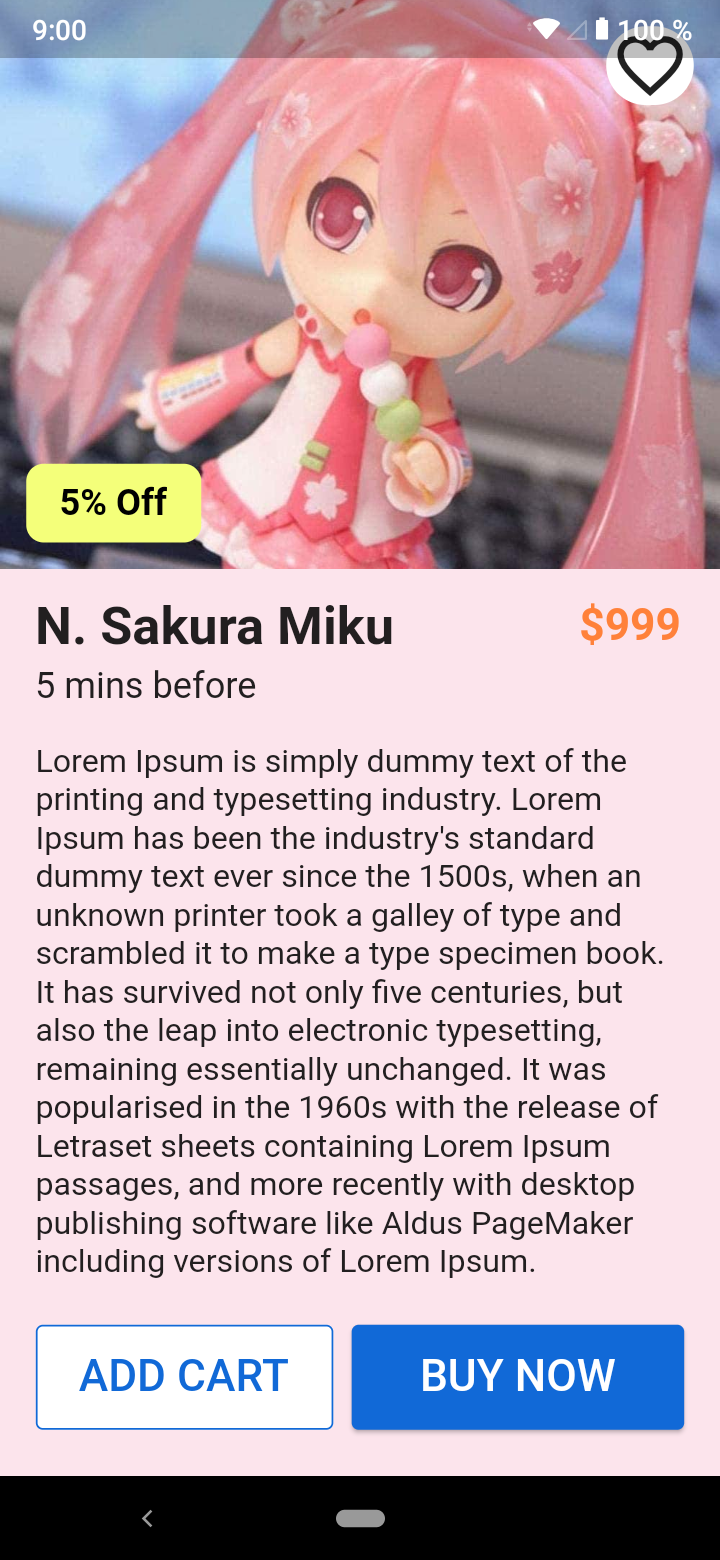 9:00 100 %
5% Off
N. Sakura Miku $999
5 mins before
Lorem Ipsum is simply dummy text of the
printing and typesetting industry. Lorem
Ipsum has been the industry's standard
dummy text ever since the 1500s, when an
unknown printer took a galley of type and
scrambled it to make a type specimen book.
It has survived not only five centuries, but
also the leap into electronic typesetting,
remaining essentially unchanged. It was
popularised in the 1960s with the release of
Letraset sheets containing Lorem Ipsum
passages, and more recently with desktop
publishing software like Aldus PageMaker
including versions of Lorem Ipsum.
ADD CART BUY NOW